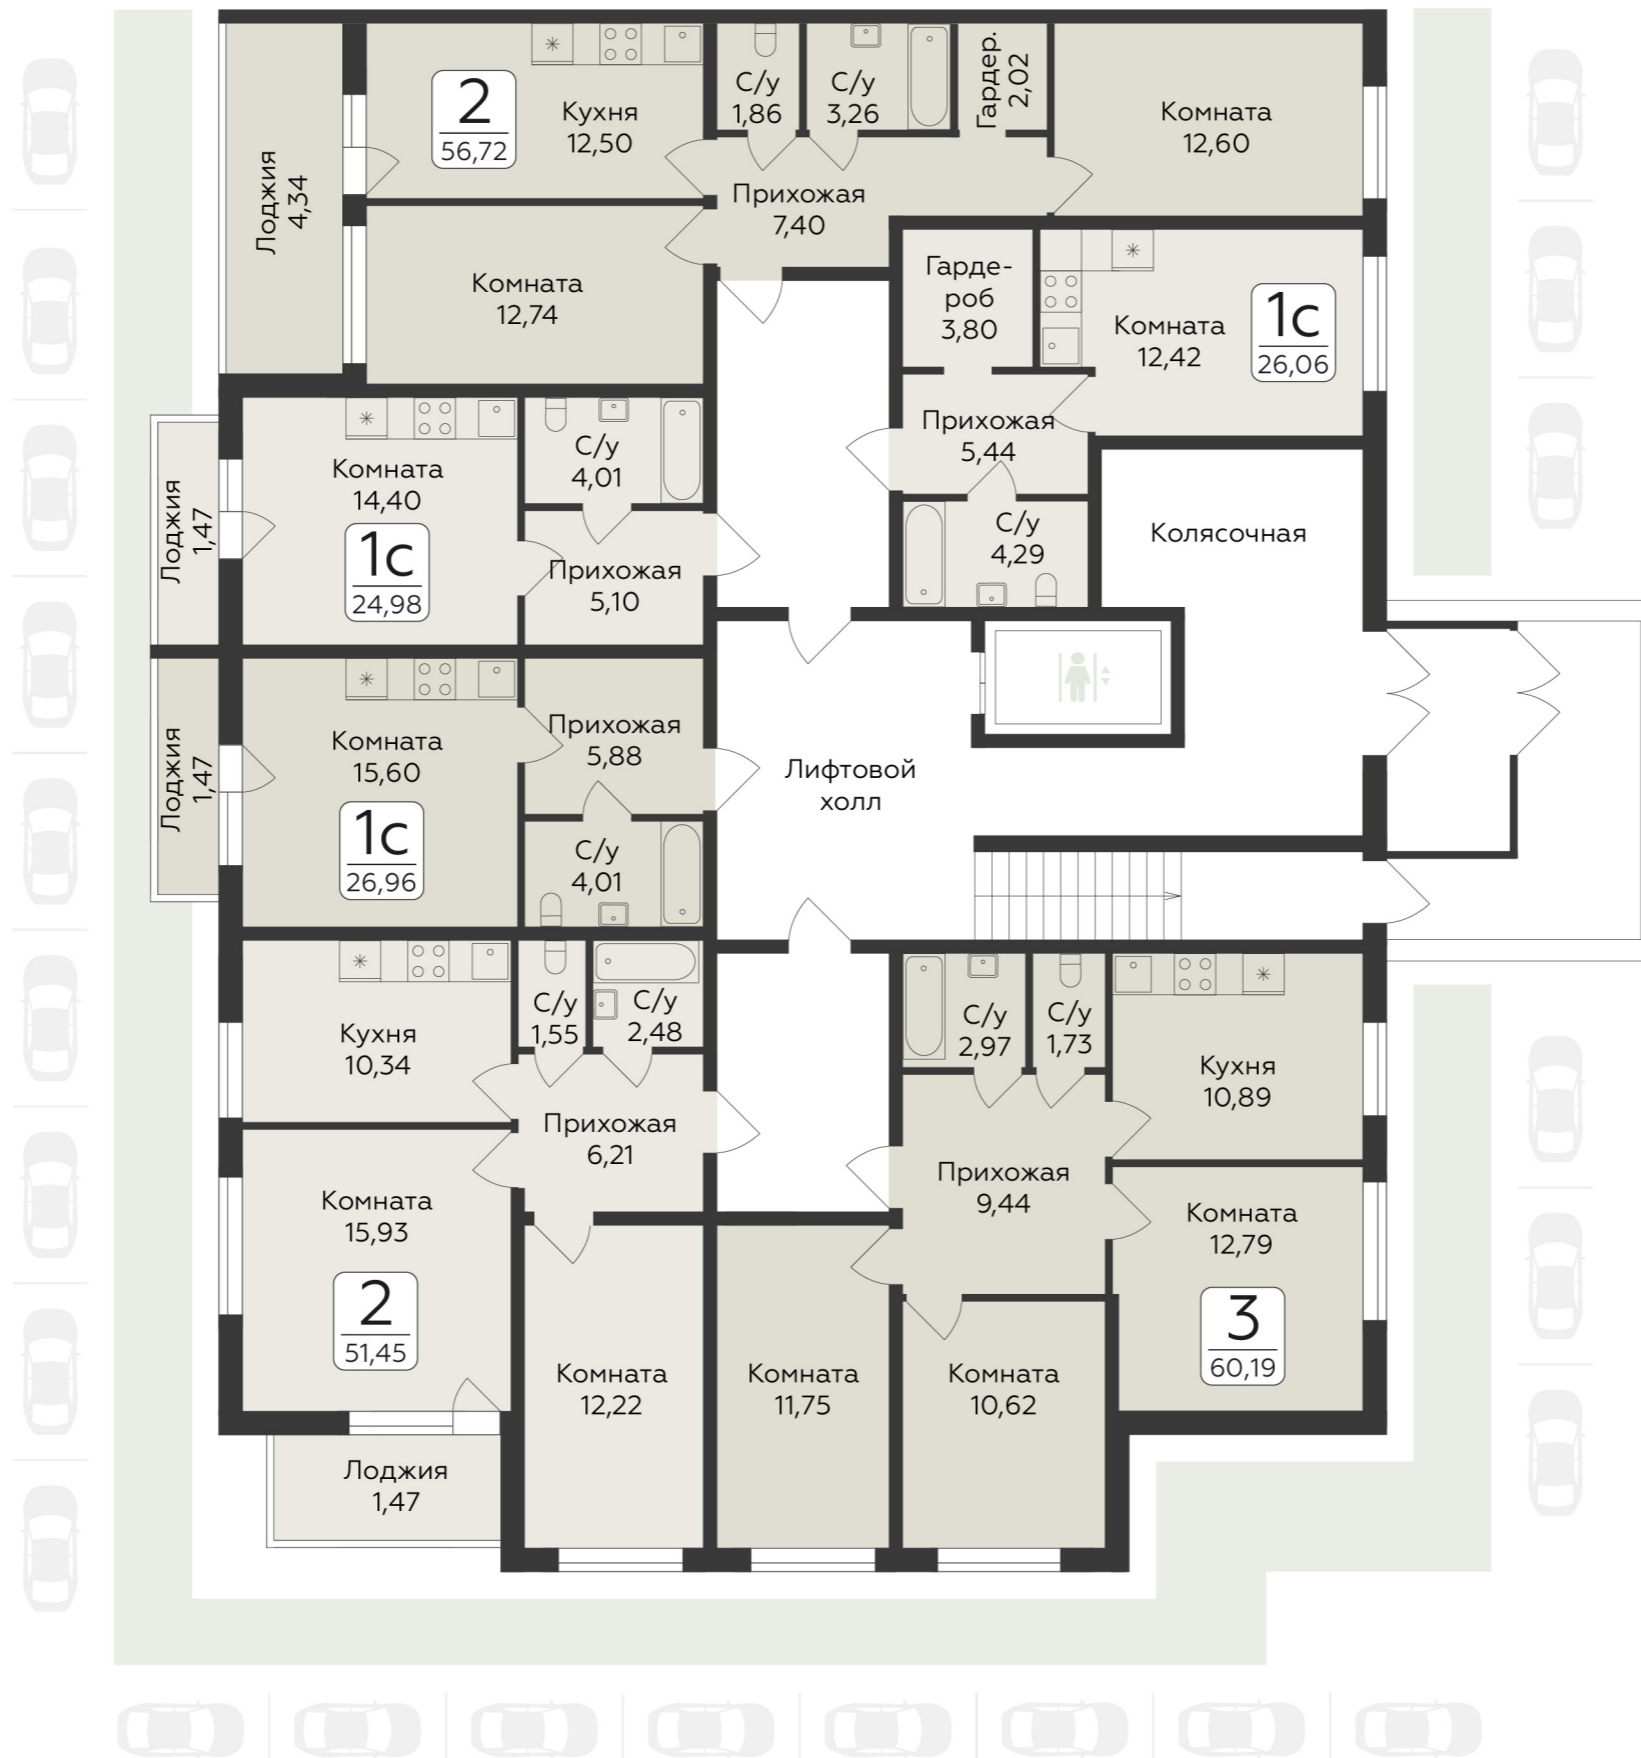 2
56,72
Кухня
12,50
С/у
1,86
С/у
3,26
Гардер.
2,02
Комната
12,60
Лоджия
4,34
Прихожая
7,40
Комната
12,74
Гарде-
роб
3,80
Комната
12,42
1с
26,06
Прихожая
5,44
С/у
4,29
Колясочная
Лоджия
1,47
Комната
14,40
1с
24,98
С/у
4,01
Прихожая
5,10
Лоджия
1,47
Комната
15,60
1с
26,96
Прихожая
5,88
С/у
4,01
Лифтовой
холл
Кухня
10,34
С/у
1,55
С/у
2,48
Прихожая
6,21
Комната
15,93
2
51,45
Комната
12,22
Лоджия
1,47
С/у
2,97
С/у
1,73
Кухня
10,89
Прихожая
9,44
Комната
12,79
3
60,19
Комната
11,75
Комната
10,62